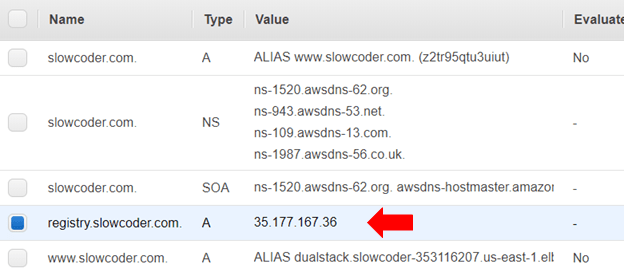 Name Type Value Evaluate
slowcoder.com. A ALIAS www.slowcoder.com. (z2tr95qtu3uiut) No
ns-1520.awsdns-62.org.
ns-943.awsdns-53.net.
slowcoder.com. NS -
ns-109.awsdns-13.com.
ns-1987.awsdns-56.co.uk.
slowcoder.com. SOA ns-1520.awsdns-62.org. awsdns-hostmaster.amazon -
registry.slowcoder.com. A 35.177.167.36 -
www.slowcoder.com. A ALIAS dualstack.slowcoder-353116207.us-east-1.elb No